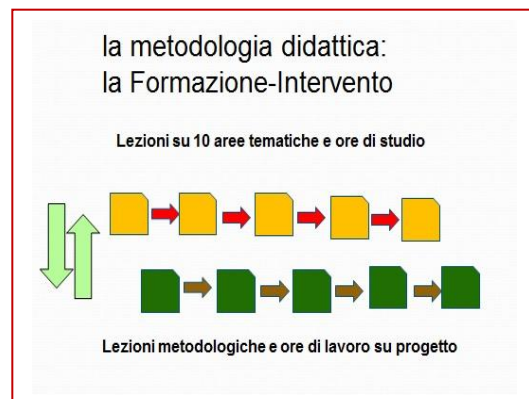 la metodologia didattica:
la Formazione-Intervento
Lezioni su 10 aree tematiche e ore di studio
Lezioni metodologiche e ore di lavoro su progetto